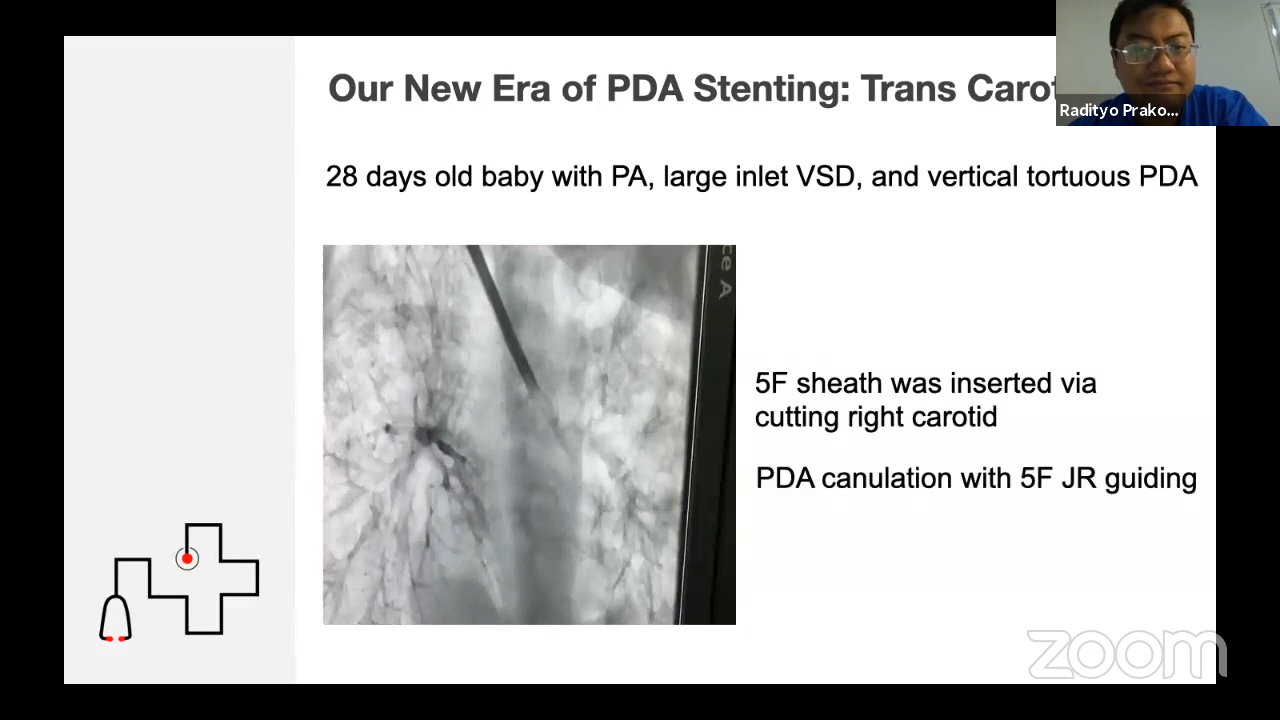 Our New Era of PDA Stenting: Trans Carot
Radityo Prako...
28 days old baby with PA, large inlet VSD, and vertical tortuous PDA
ce A
5F sheath was inserted via
cutting right carotid
PDA canulation with 5F JR guiding
zoom